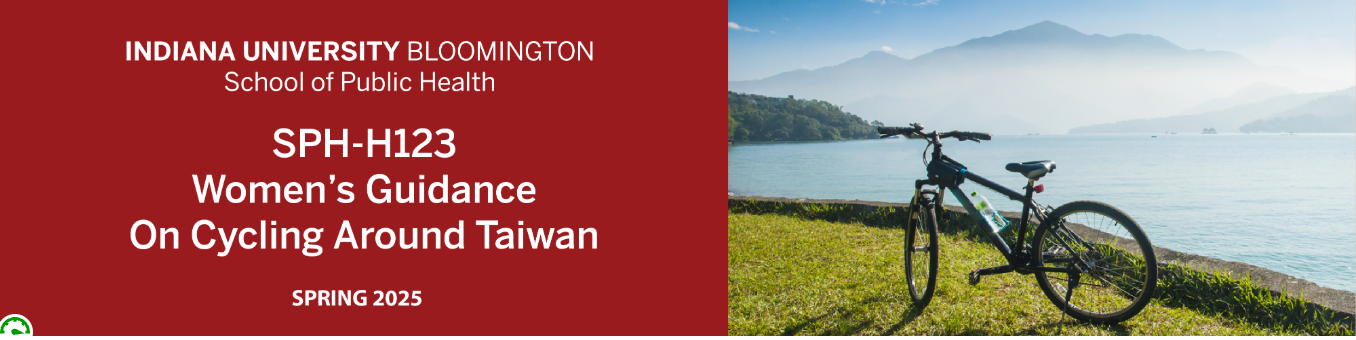 INDIANA UNIVERSITY BLOOMINGTON
School of Public Health
SPH-H123
Women’s Guidance
On Cycling Around Taiwan
SPRING 2025